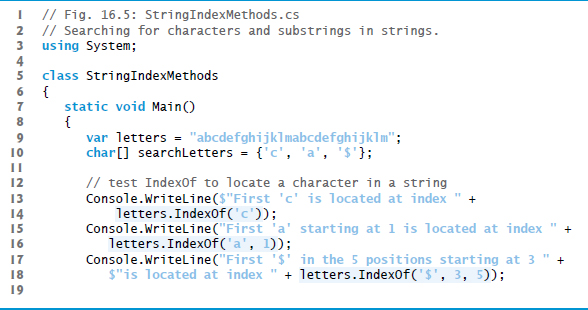 1 // Fig. 16.5: StringIndexMethods.cs
2 // Searching for characters and substrings in strings.
3 using System;
4
5 class StringIndexMethods
6 {
7 static void Main()
8 {
9 var letters = "abcdefghijklmabcdefghijklm";
10 char[] searchLetters = {'c', 'a', '$'};
11
12 // test IndexOf to locate a character in a string
13 Console.WriteLine($"First 'c' is located at index " +
14 letters.IndexOf('c'));
15 Console.WriteLine("First 'a' starting at 1 is located at index " +
16 letters.IndexOf('a', 1));
17 Console.WriteLine("First '$' in the 5 positions starting at 3 " +
18 $"is located at index " + letters.IndexOf('$', 3, 5));
19